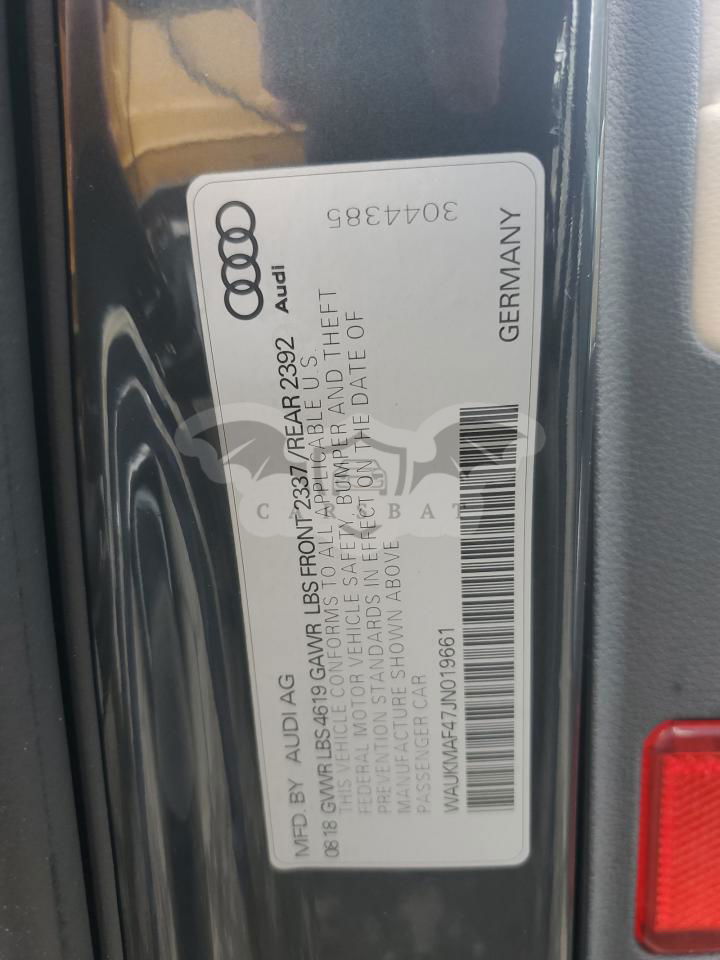 Audi
3044385
MFD. BY AUDI AG
GERMANY
GVWR LBS 4619 GAWR LBS FRONT 2337 / REAR 2392
THIS VEHICLE CONFORMS TO ALL APPLICABLE U.S.
FEDERAL MOTOR VEHICLE SAFETY, BUMPER AND THEFT
PREVENTION STANDARDS IN EFFECT ON THE DATE OF
MANUFACTURE SHOWN ABOVE
PASSENGER CAR
WAUKMAF47JN019661